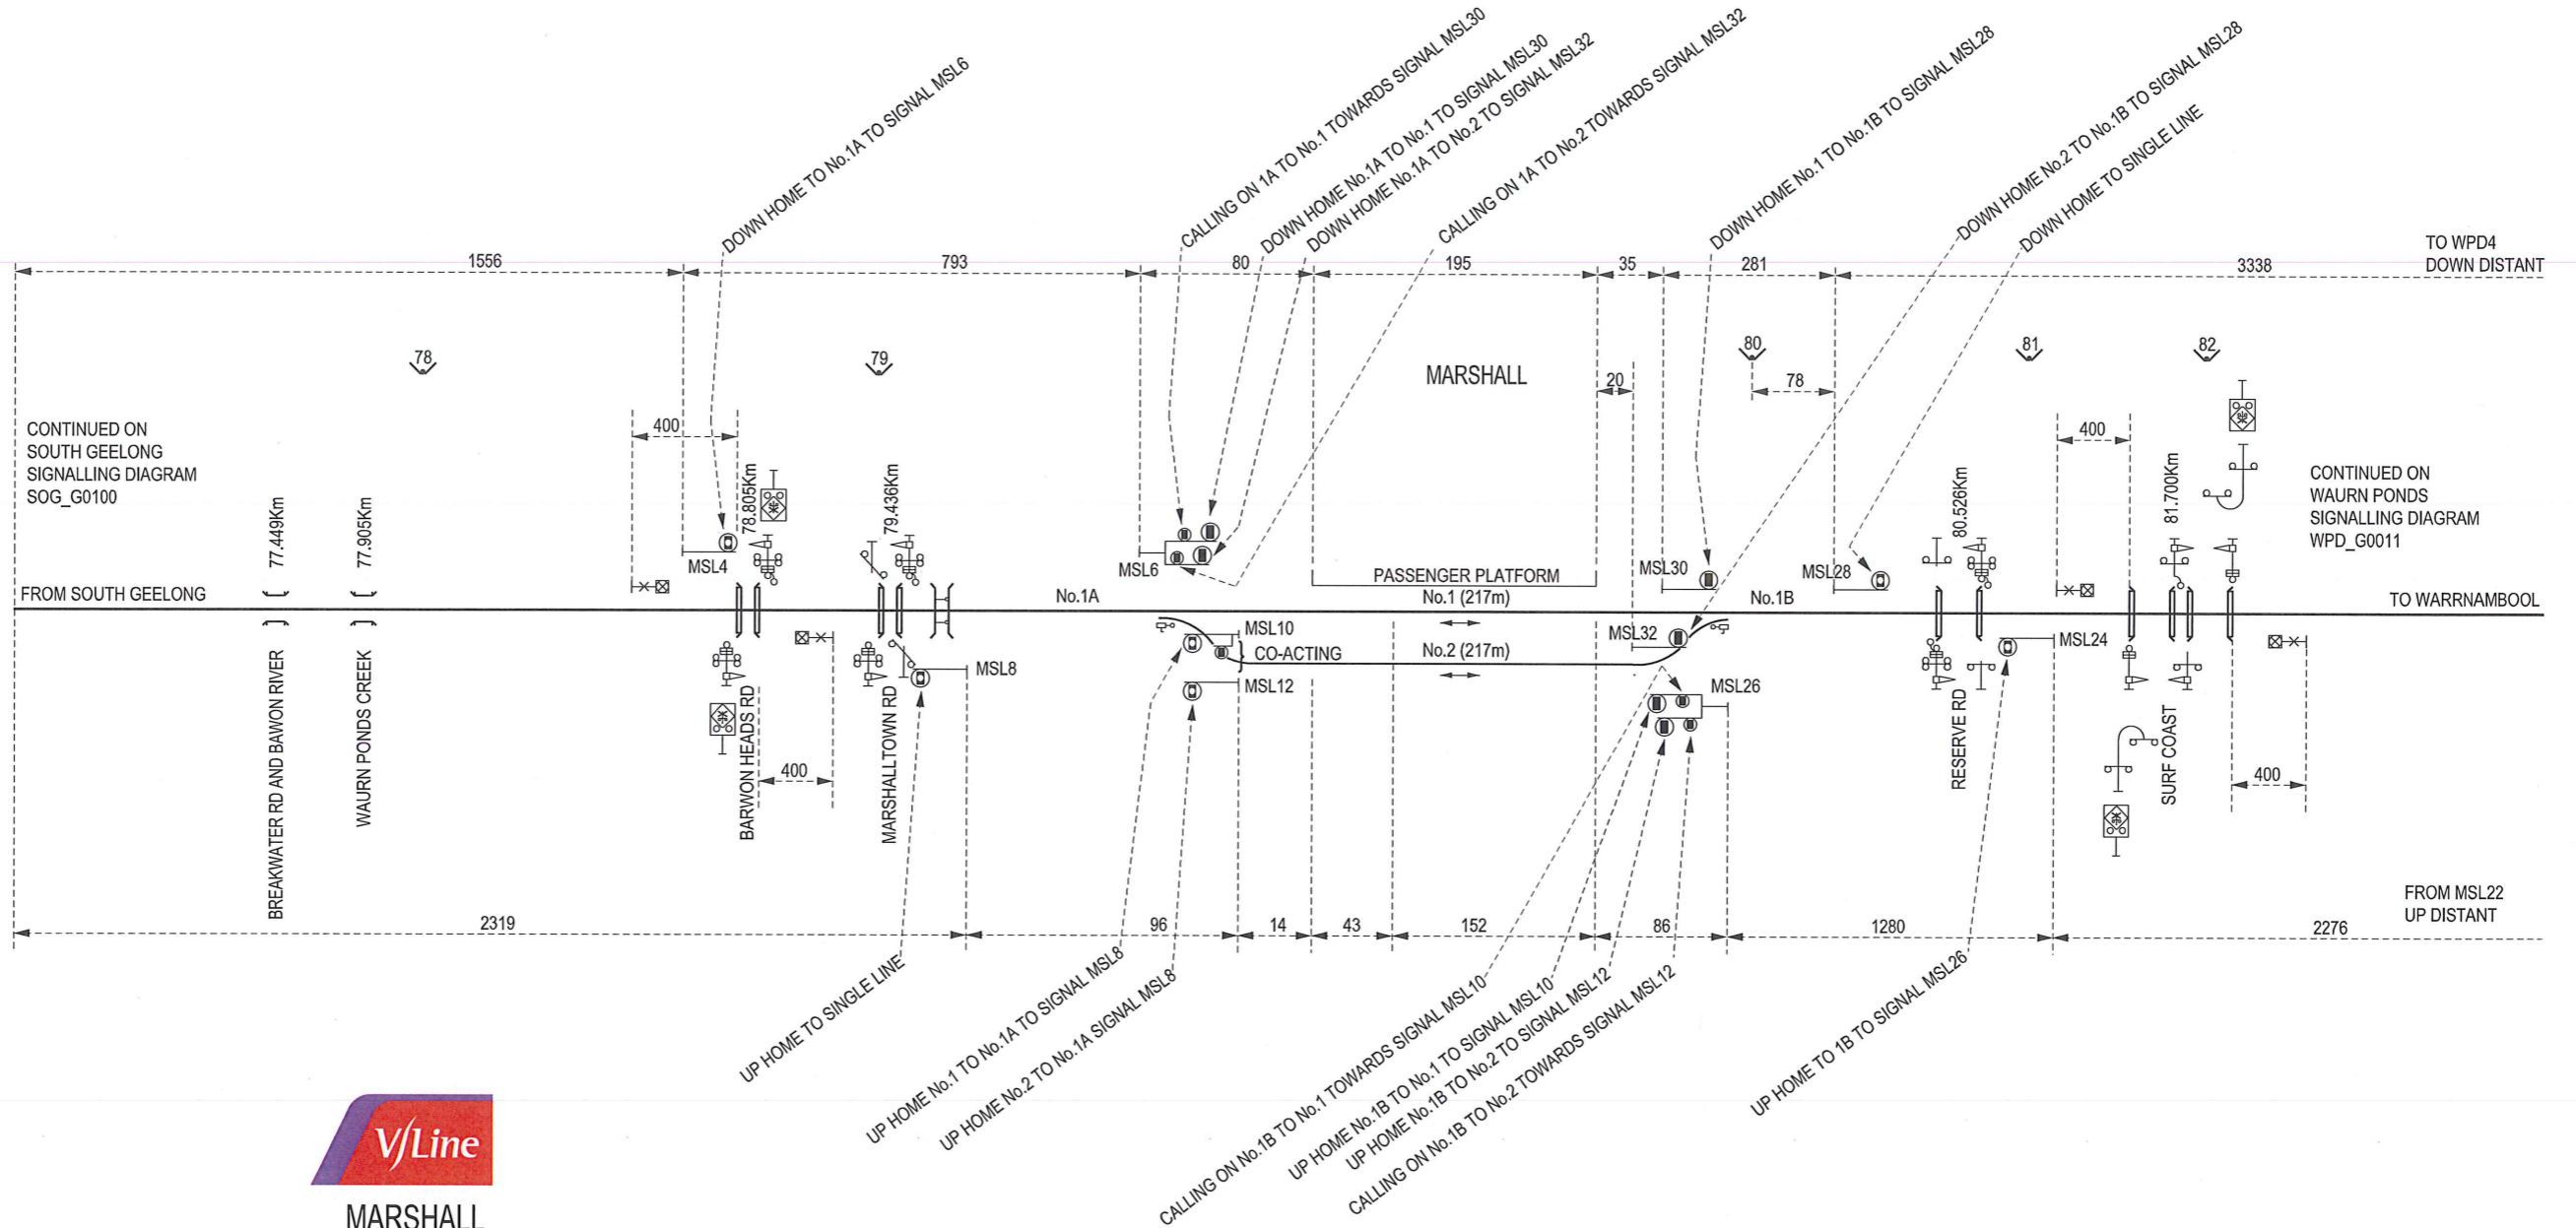 DOWN HOME TO No.1A TO SIGNAL MSL6
CALLING ON 1A TO No.1 TOWARDS SIGNAL MSL30
DOWN HOME No.1A TO No.1 TO SIGNAL MSL30
DOWN HOME No.1A TO No.2 TO SIGNAL MSL32
CALLING ON 1A TO No.2 TOWARDS SIGNAL MSL32
DOWN HOME No.1 TO No.1B TO SIGNAL MSL28
DOWN HOME No.2 TO No.1B TO SIGNAL MSL28
DOWN HOME TO SINGLE LINE
TO WPD4
DOWN DISTANT
1556
793
80
195
35
281
3338
78
79
80
81
82
MARSHALL
20
78
CONTINUED ON
SOUTH GEELONG
SIGNALLING DIAGRAM
SOG_G0100
400
400
CONTINUED ON
WAURN PONDS
SIGNALLING DIAGRAM
WPD_G0011
77.449Km
77.905Km
78.805Km
79.436Km
80.526Km
81.700Km
MSL4
MSL6
MSL30
MSL28
PASSENGER PLATFORM
FROM SOUTH GEELONG
No.1A
No.1 (217m)
No.1B
TO WARRNAMBOOL
MSL10
MSL32
MSL24
CO-ACTING
No.2 (217m)
MSL8
MSL12
MSL26
BREAKWATER RD AND BAWON RIVER
WAURN PONDS CREEK
BARWON HEADS RD
MARSHALLTOWN RD
RESERVE RD
SURF COAST
400
400
FROM MSL22
UP DISTANT
2319
96
14
43
152
86
1280
2276
UP HOME TO SINGLE LINE
UP HOME No.1 TO No.1A TO SIGNAL MSL8
UP HOME No.2 TO No.1A SIGNAL MSL8
CALLING ON No.1B TO No.1 TOWARDS SIGNAL MSL10
UP HOME No.1B TO No.1 TO SIGNAL MSL10
UP HOME No.1B TO No.2 TO SIGNAL MSL12
CALLING ON No.1B TO No.2 TOWARDS SIGNAL MSL12
UP HOME TO 1B TO SIGNAL MSL26
V/Line
MARSHALL